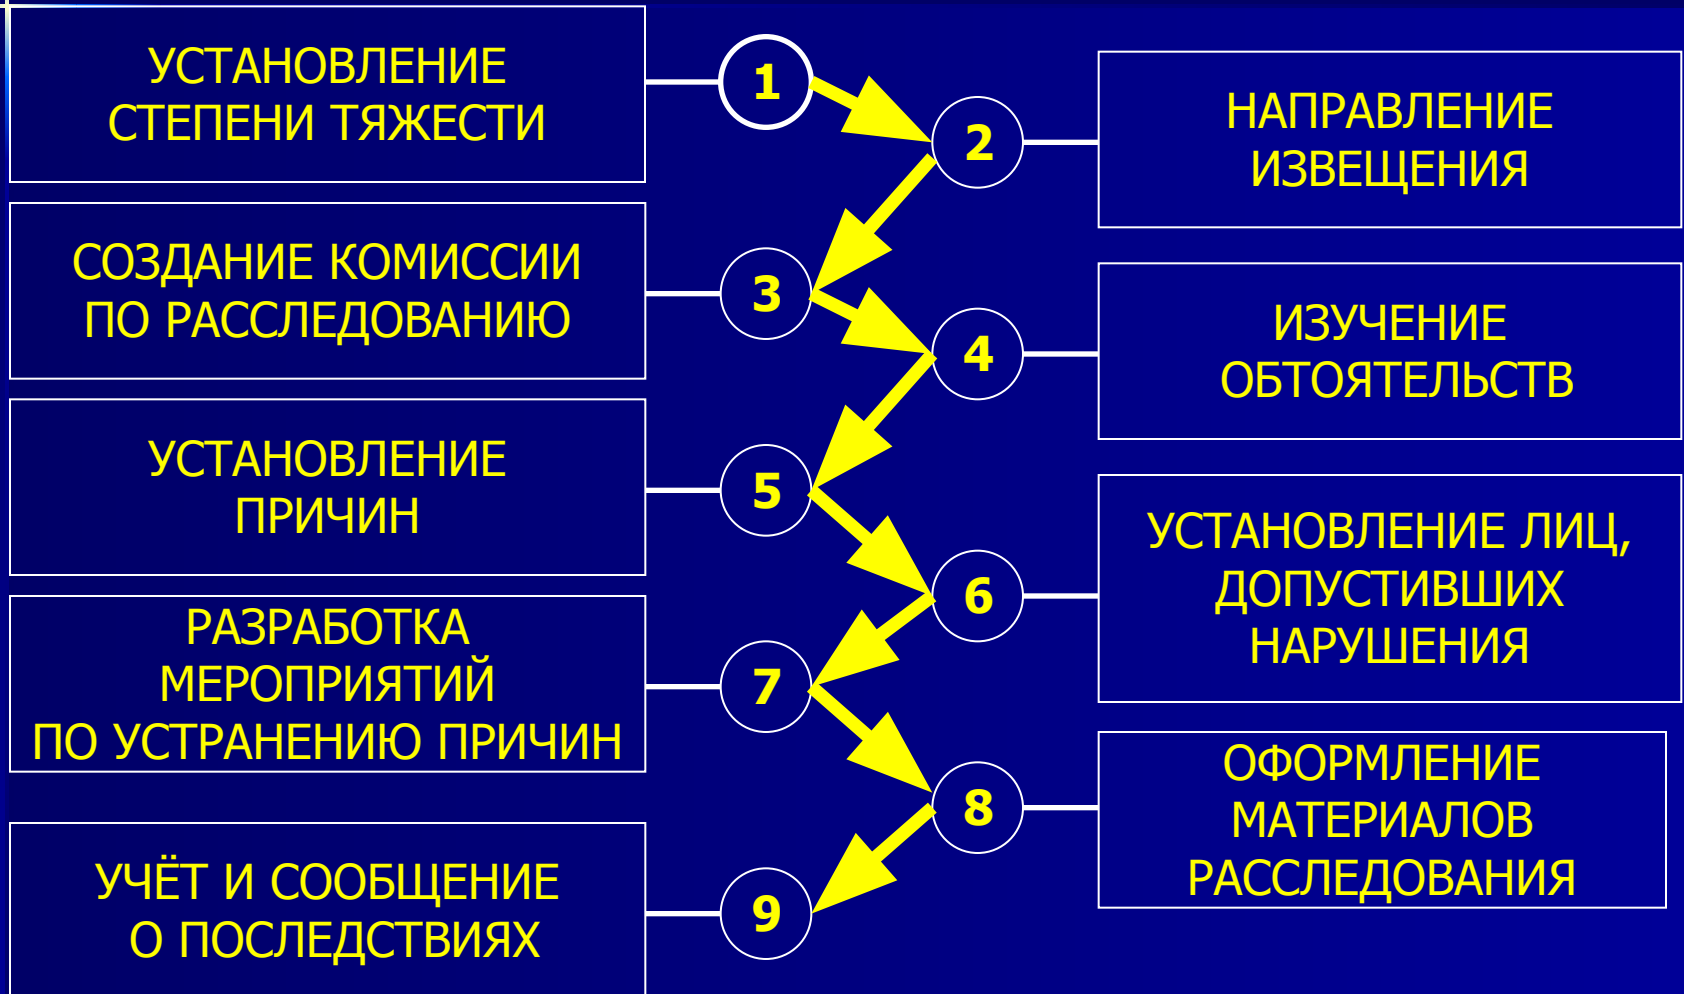 УСТАНОВЛЕНИЕ
СТЕПЕНИ ТЯЖЕСТИ
1
2
НАПРАВЛЕНИЕ
ИЗВЕЩЕНИЯ
СОЗДАНИЕ КОМИССИИ
ПО РАССЛЕДОВАНИЮ
3
4
ИЗУЧЕНИЕ
ОБТОЯТЕЛЬСТВ
УСТАНОВЛЕНИЕ
ПРИЧИН
5
6
УСТАНОВЛЕНИЕ ЛИЦ,
ДОПУСТИВШИХ
НАРУШЕНИЯ
РАЗРАБОТКА
МЕРОПРИЯТИЙ
ПО УСТРАНЕНИЮ ПРИЧИН
7
8
ОФОРМЛЕНИЕ
МАТЕРИАЛОВ
РАССЛЕДОВАНИЯ
УЧЁТ И СООБЩЕНИЕ
О ПОСЛЕДСТВИЯХ
9